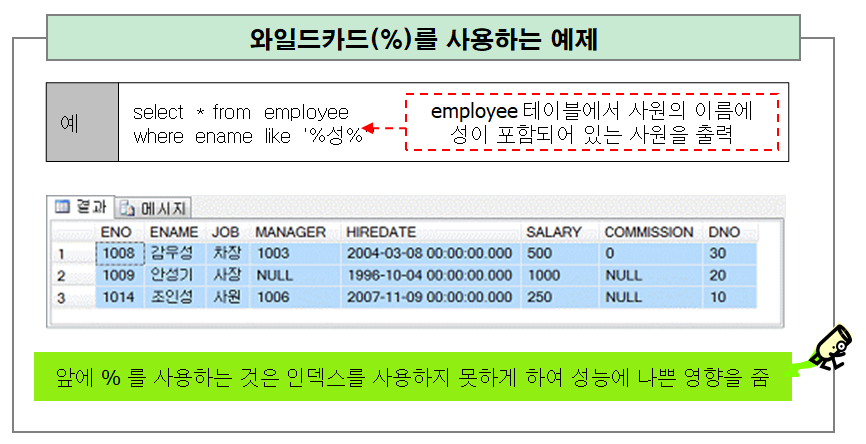 와일드카드(%)를 사용하는 예제
예
select * from employee
where ename like '%성%
employee 테이블에서 사원의 이름에
성이 포함되어 있는 사원을 출력
결과 메시지
ENO ENAME JOB MANAGER HIREDATE SALARY COMMISSION DNO
1 1008 감우성 차장 1003 2004-03-08 00:00:00.000 500 0 30
2 1009 안성기 사장 NULL 1996-10-04 00:00:00.000 1000 NULL 20
3 1014 조인성 사원 1006 2007-11-09 00:00:00.000 250 NULL 10
앞에 % 를 사용하는 것은 인덱스를 사용하지 못하게 하여 성능에 나쁜 영향을 줌